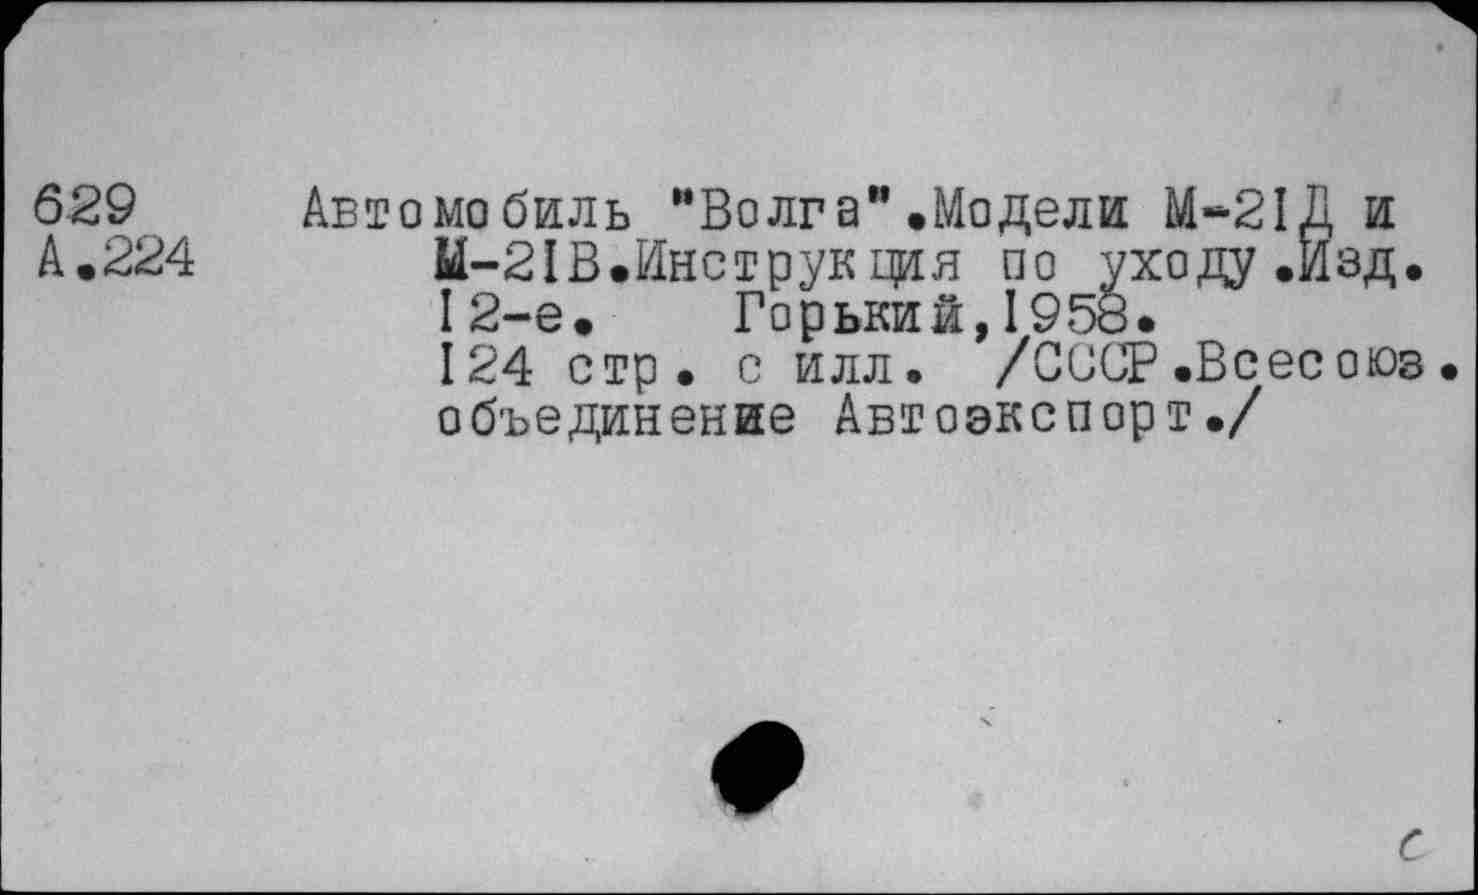 629 Автомобиль "Волга".Модели М-21Д и
А.224 М-21В.Инструкция по уходу.Изд.
12-е. Горький,1958.
124 стр. с илл. /СССР.Всесоюз.
объединение Автоэкспорт./
с